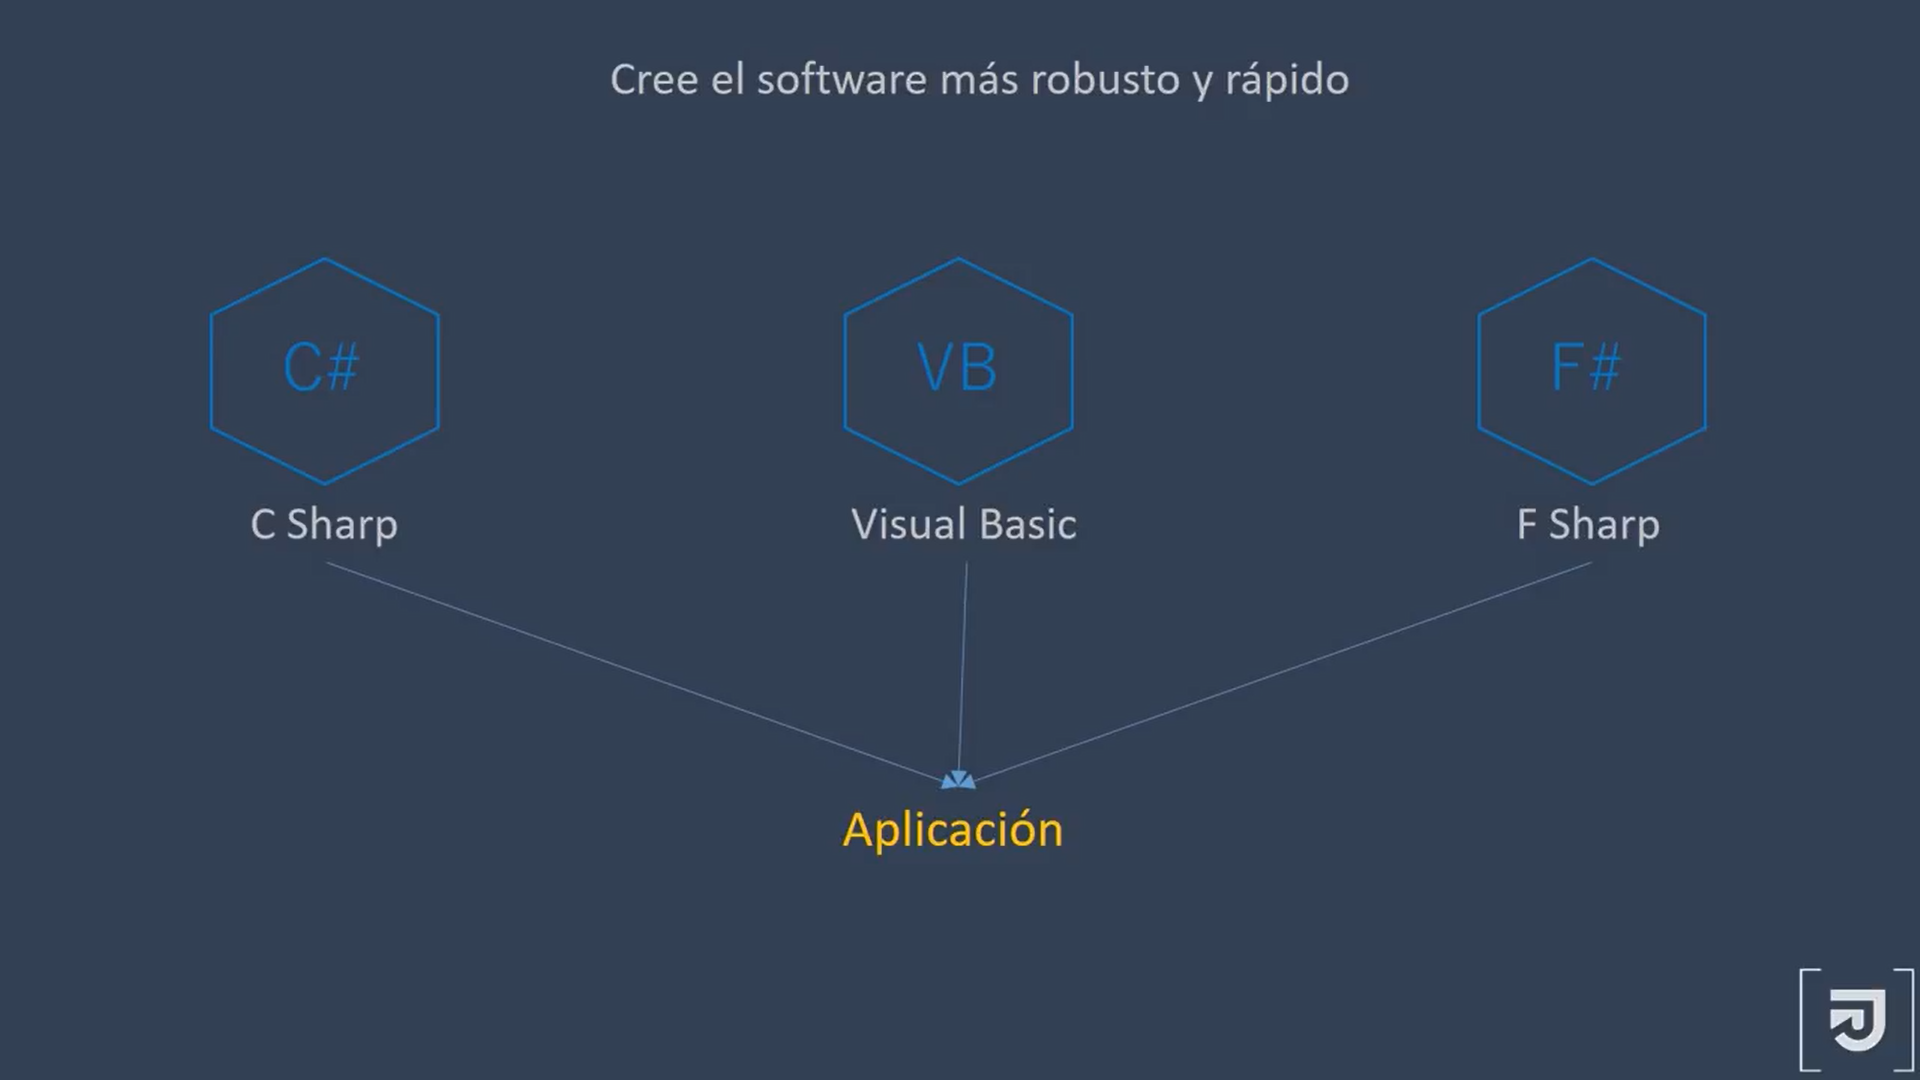 Cree el software más robusto y rápido
C#
VB
F#
C Sharp
Visual Basic
F Sharp
Aplicación